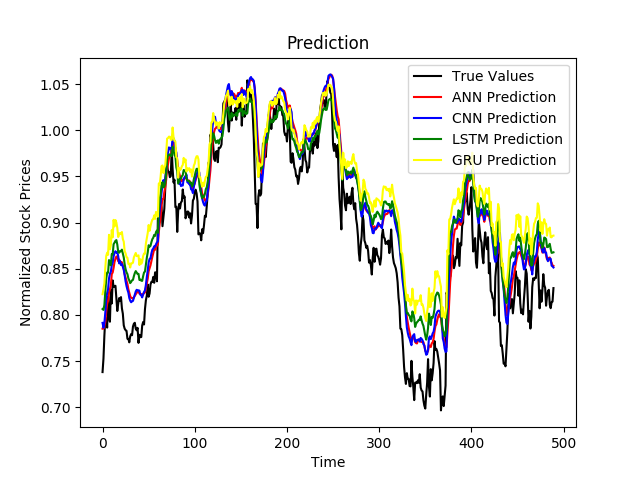 Prediction
True Values
ANN Prediction
CNN Prediction
LSTM Prediction
GRU Prediction
Normalized Stock Prices
1.05
1.00
0.95
0.90
0.85
0.80
0.75
0.70
0
100
200
300
400
500
Time